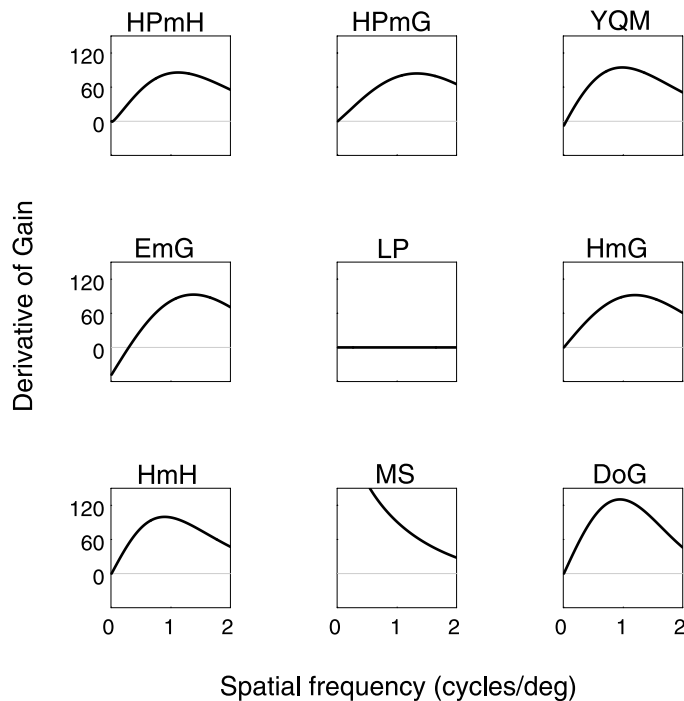 HPmH HPmG YQM
120
60
0
Derivative of Gain
EmG LP HmG
120
60
0
HmH MS DoG
120
60
0
0 1 2 0 1 2 0 1 2
Spatial frequency (cycles/deg)